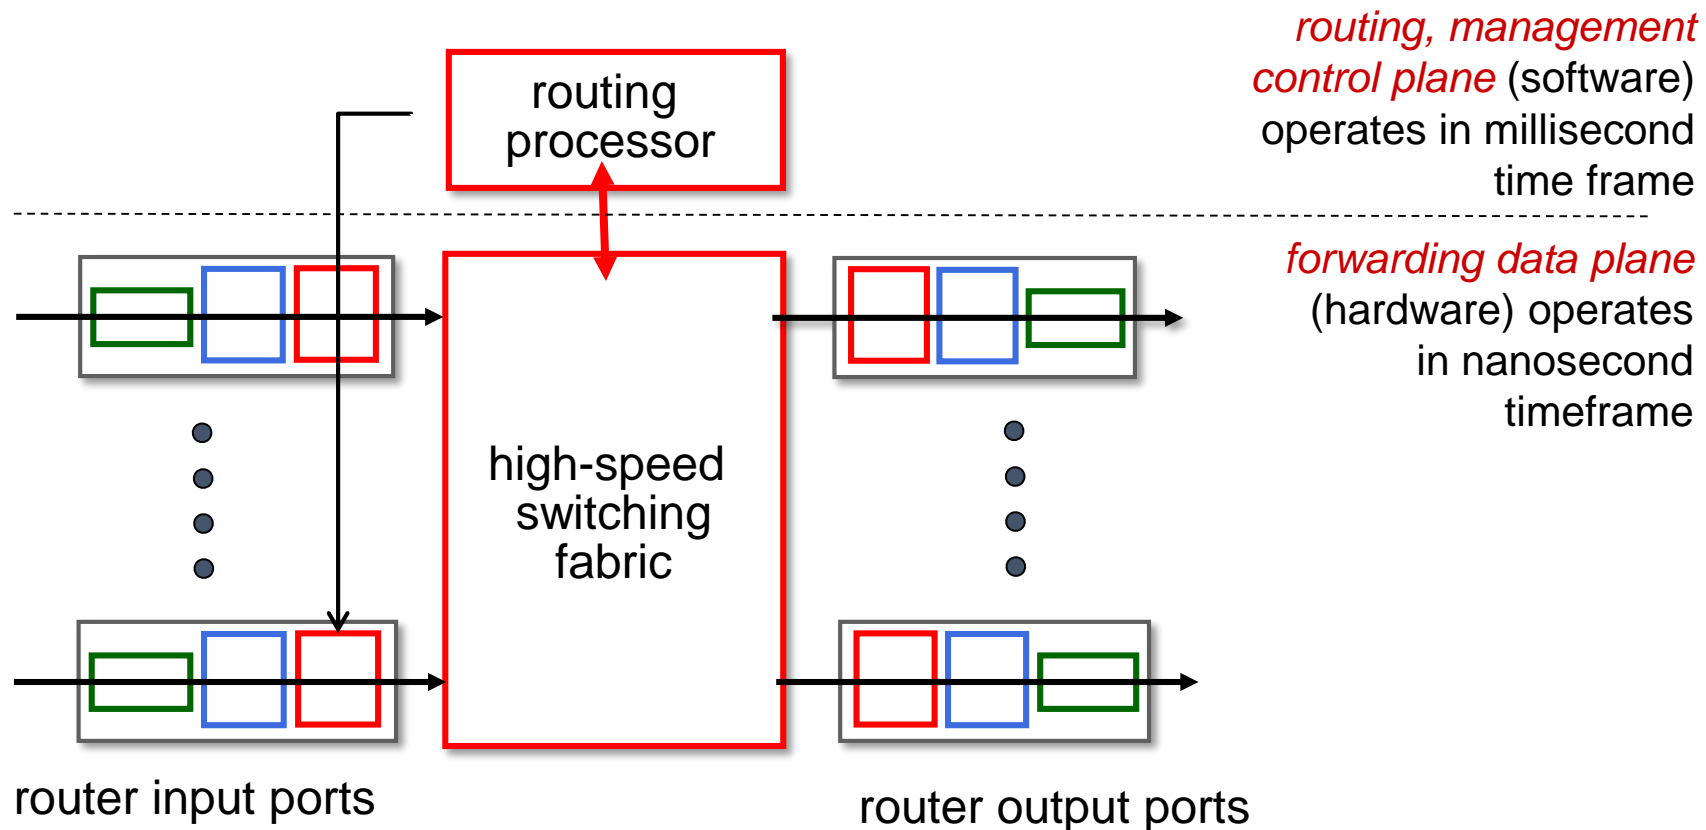 routing, management
control plane (software)
operates in millisecond
time frame
routing
processor
forwarding data plane
(hardware) operates
in nanosecond
timeframe
high-speed
switching
fabric
router input ports
router output ports